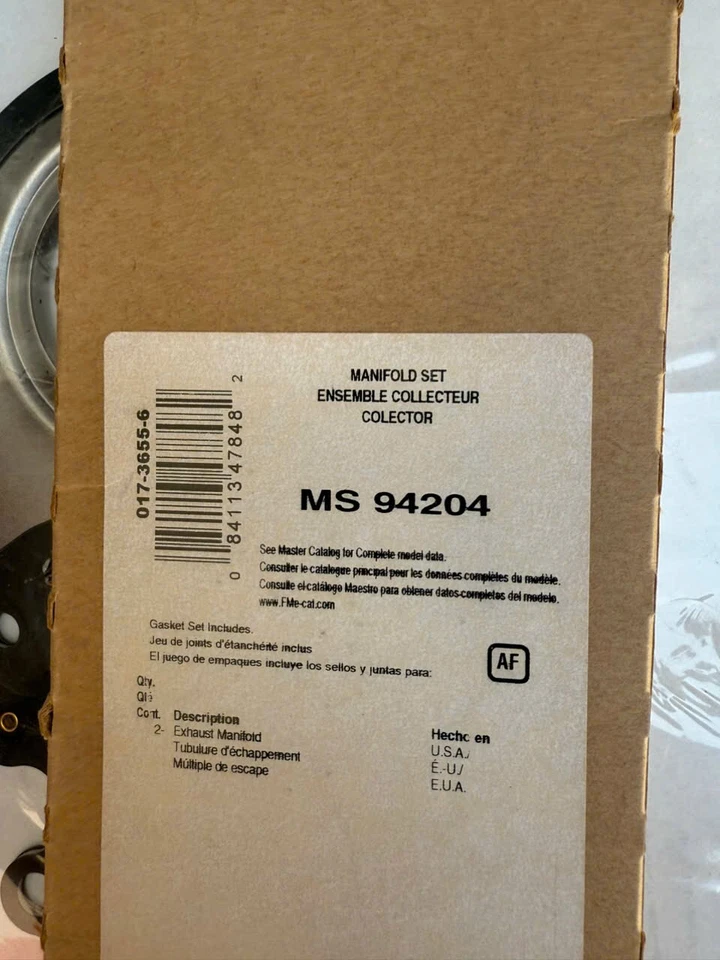 MANIFOLD SET
ENSEMBLE COLLECTEUR
COLECTOR
017-3655-6
0 84113 47848 2
MS 94204
See Master Catalog for Complete model data.
Consulter le catalogue principal pour les données complètes du modèle.
Consulte el catálogo Maestro para obtener datos completos del modelo.
www.FMe-cat.com
Gasket Set Includes.
Jeu de joints d'étanchéité inclus
El juego de empaques incluye los sellos y juntas para:
AF
Qty.
Qté
Cant. Description
2- Exhaust Manifold
Tubulure d'échappement
Múltiple de escape
Hecho en
U.S.A./
É.-U./
E.U.A.